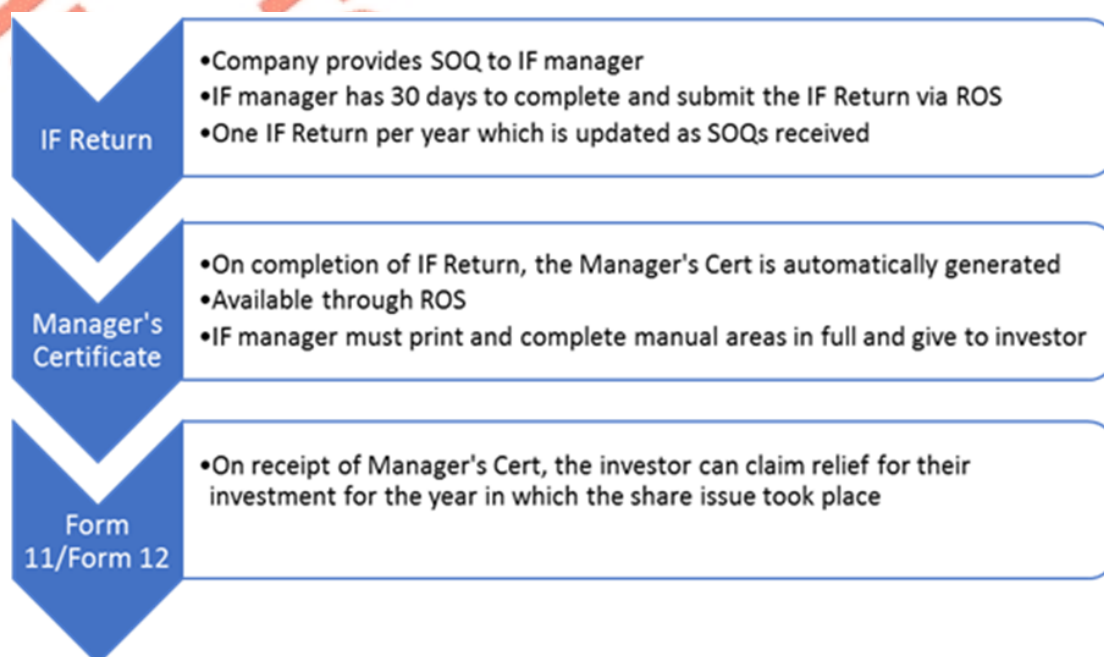 IF Return
•Company provides SOQ to IF manager
•IF manager has 30 days to complete and submit the IF Return via ROS
•One IF Return per year which is updated as SOQs received
Manager's
Certificate
•On completion of IF Return, the Manager's Cert is automatically generated
•Available through ROS
•IF manager must print and complete manual areas in full and give to investor
Form
11/Form 12
•On receipt of Manager's Cert, the investor can claim relief for their
investment for the year in which the share issue took place